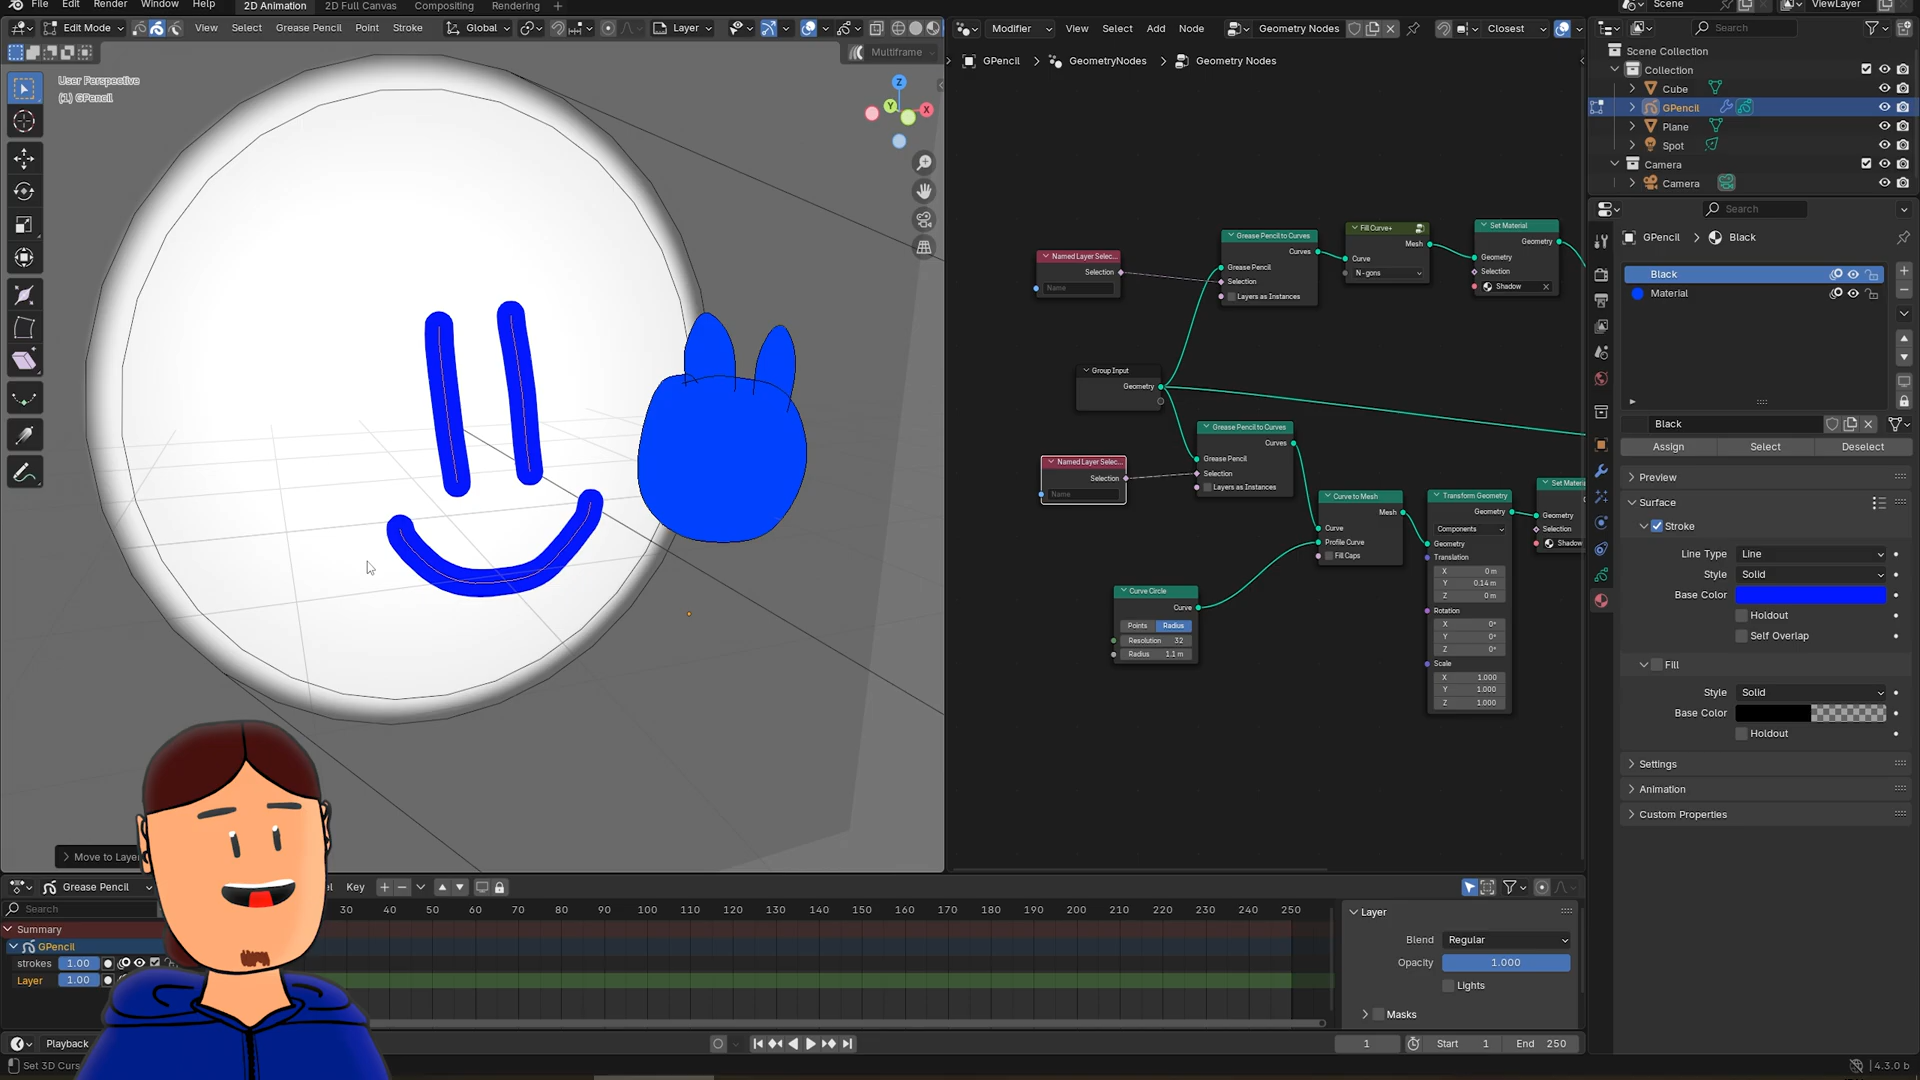 File Edit Render Window Help 2D Animation 2D Full Canvas Compositing Rendering + Scene ViewLayer
Edit Mode View Select Grease Pencil Point Stroke Global Layer
Modifier View Select Add Node Geometry Nodes Closest
Search
Multiframe
User Perspective
(1) GPencil
Z
Y
X
GPencil > GeometryNodes > Geometry Nodes
Scene Collection
Collection
Cube
GPencil
Plane
Spot
Camera
Camera
Search
GPencil > Black
Black
Material
Black
Assign Select Deselect
Preview
Surface
Stroke
Line Type Line
Style Solid
Base Color
Holdout
Self Overlap
Fill
Style Solid
Base Color
Holdout
Settings
Animation
Custom Properties
Named Layer Selec...
Selection
Name
Grease Pencil to Curves
Curves
Grease Pencil
Selection
Layers as Instances
Fill Curve+
Mesh
Curve
N-gons
Set Material
Geometry
Geometry
Selection
Shadow
Group Input
Geometry
Named Layer Selec...
Selection
Name
Grease Pencil to Curves
Curves
Grease Pencil
Selection
Layers as Instances
Curve Circle
Curve
Points Radius
Resolution 32
Radius 1.1 m
Curve to Mesh
Mesh
Curve
Profile Curve
Fill Caps
Transform Geometry
Geometry
Components
Geometry
Translation
X 0 m
Y 0.14 m
Z 0 m
Rotation
X 0°
Y 0°
Z 0°
Scale
X 1.000
Y 1.000
Z 1.000
Geometry
Selection
Shadow
Grease Pencil Key
Search
30 40 50 60 70 80 90 100 110 120 130 140 150 160 170 180 190 200 210 220 230 240 250
Summary
GPencil
strokes 1.00
Layer 1.00
Layer
Blend Regular
Opacity 1.000
Lights
Masks
Playback
1 Start 1 End 250
4.3.0 b